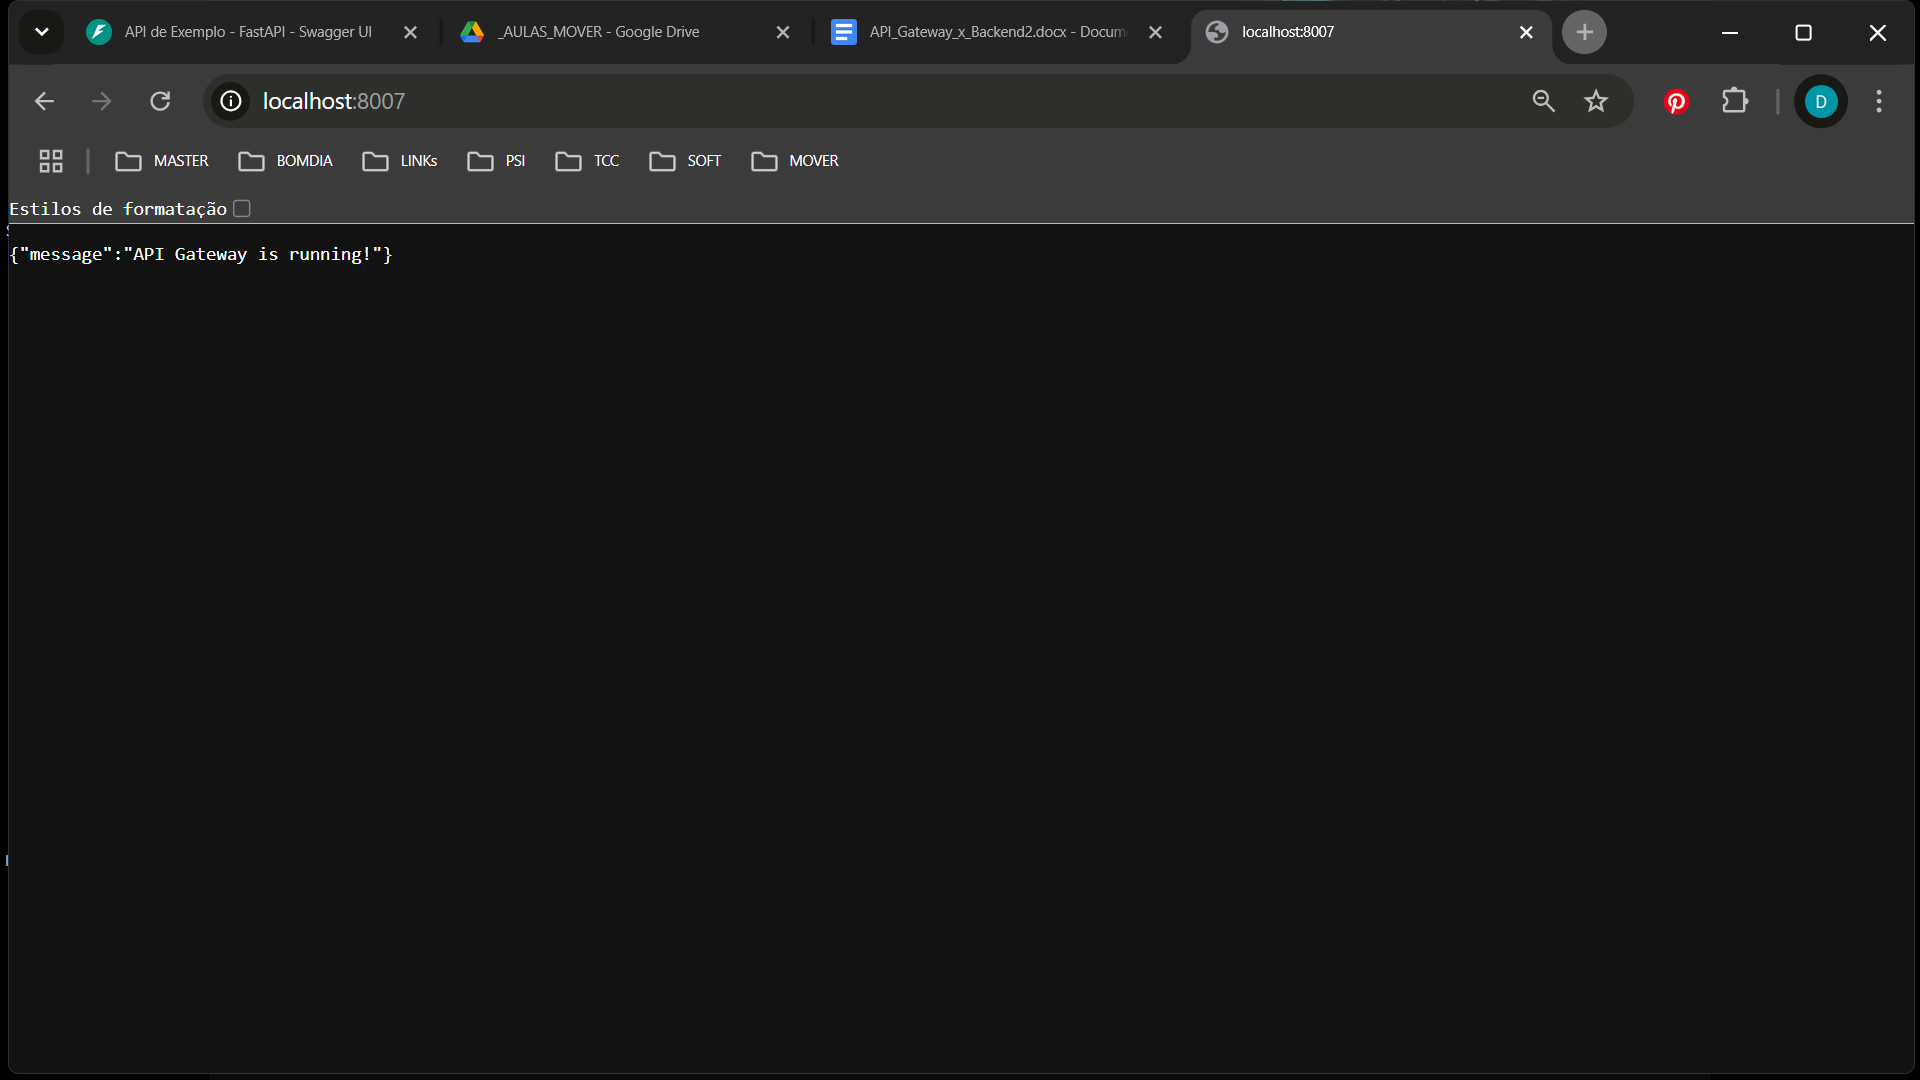 API de Exemplo - FastAPI - Swagger UI
_AULAS_MOVER - Google Drive
API_Gateway_x_Backend2.docx - Docum
localhost:8007
localhost:8007
D
MASTER
BOMDIA
LINKs
PSI
TCC
SOFT
MOVER
Estilos de formatação
{"message":"API Gateway is running!"}